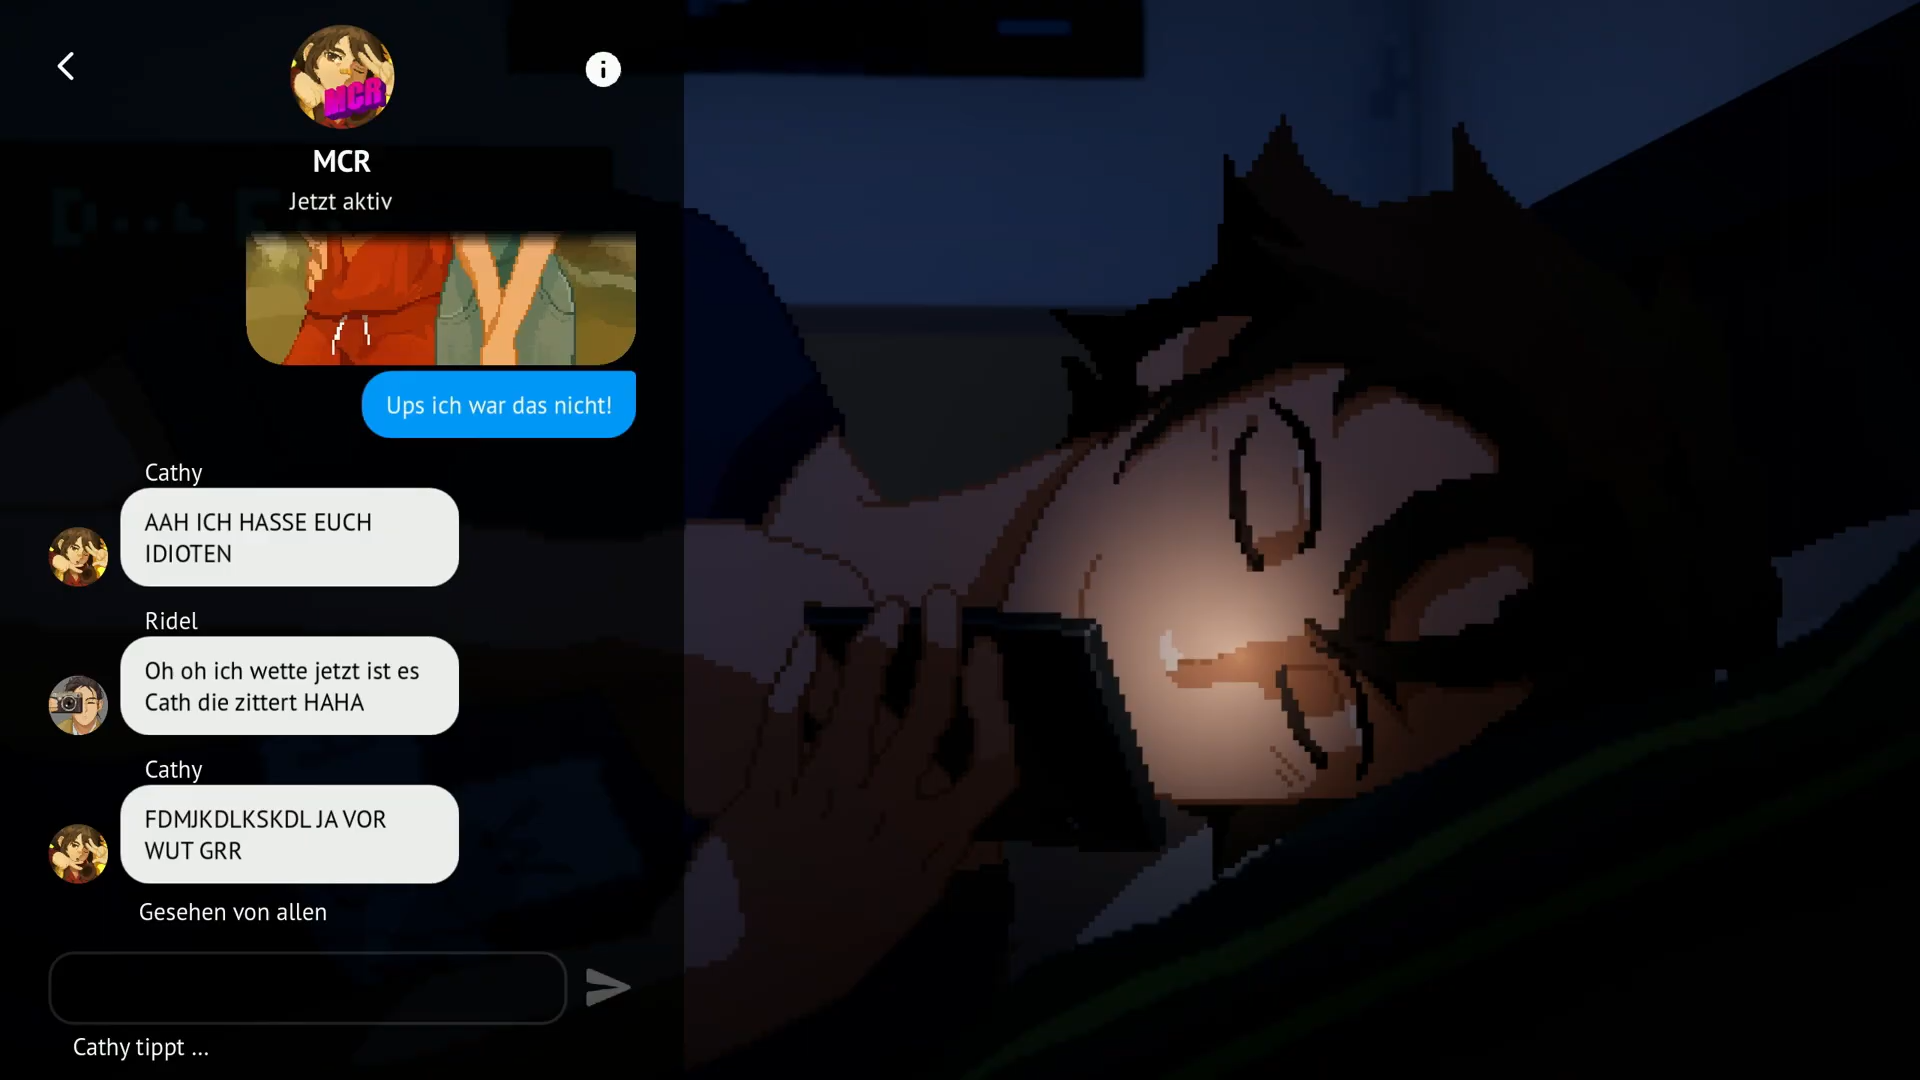 MCR
MCR
Jetzt aktiv
Ups ich war das nicht!
Cathy
AAH ICH HASSE EUCH
IDIOTEN
Ridel
Oh oh ich wette jetzt ist es
Cath die zittert HAHA
Cathy
FDMJKDLKSKDL JA VOR
WUT GRR
Gesehen von allen
Cathy tippt ...